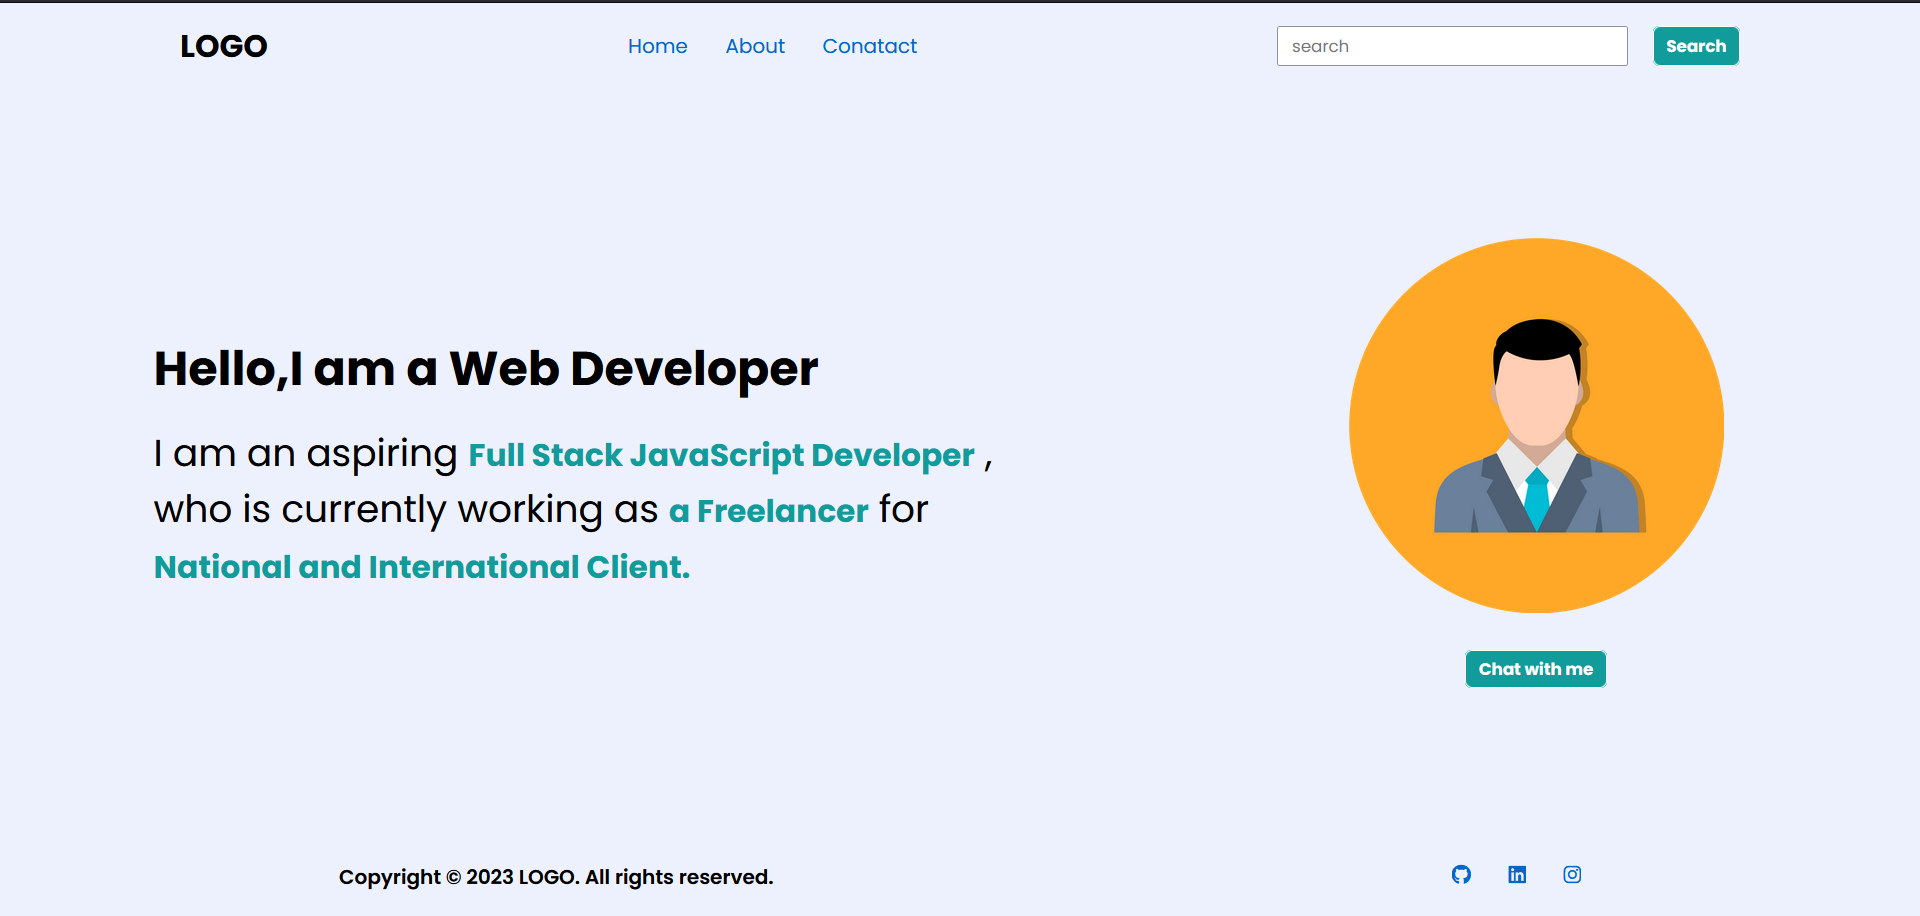 LOGO
Home About Conatact
search
Search
Hello,I am a Web Developer
I am an aspiring Full Stack JavaScript Developer ,
who is currently working as a Freelancer for
National and International Client.
Chat with me
Copyright © 2023 LOGO. All rights reserved.
in